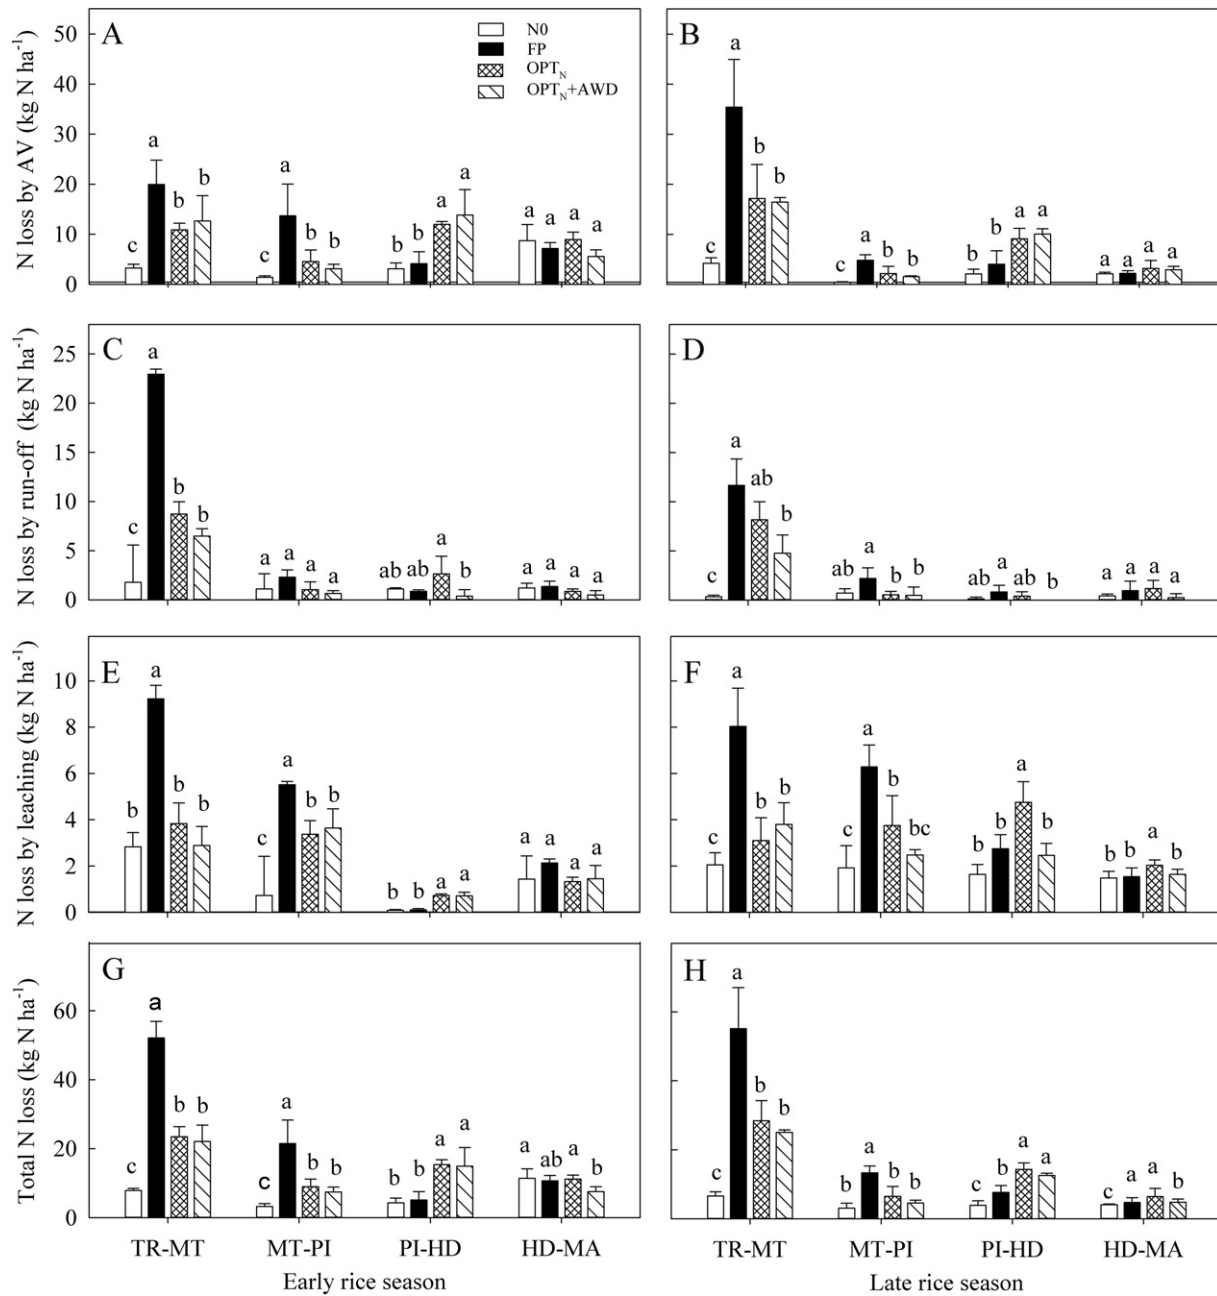 A
N0
FP
OPT_N
OPT_N+AWD
N loss by AV (kg N ha⁻¹)
50
40
30
20
10
0
c a b b
c a b b
b b a a
a a a a
B
c a b b
c a b b
b b a a
a a a a
C
N loss by run-off (kg N ha⁻¹)
25
20
15
10
5
0
c a b b
a a a a
ab ab a b
a a a a
D
c a ab b
ab a b b
ab a ab b
a a a a
E
N loss by leaching (kg N ha⁻¹)
10
8
6
4
2
0
b a b b
c a b b
b b a a
a a a a
F
c a b b
c a b bc
b b a b
b b a b
G
Total N loss (kg N ha⁻¹)
60
40
20
0
c a b b
c a b b
b b a a
a ab a b
TR-MT MT-PI PI-HD HD-MA
Early rice season
H
c a b b
b a b b
c b a a
c a a b
TR-MT MT-PI PI-HD HD-MA
Late rice season